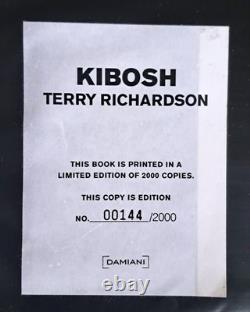 KIBOSH
TERRY RICHARDSON
THIS BOOK IS PRINTED IN A
LIMITED EDITION OF 2000 COPIES.
THIS COPY IS EDITION
NO. 00144 /2000
[DAMIANI]
ebay